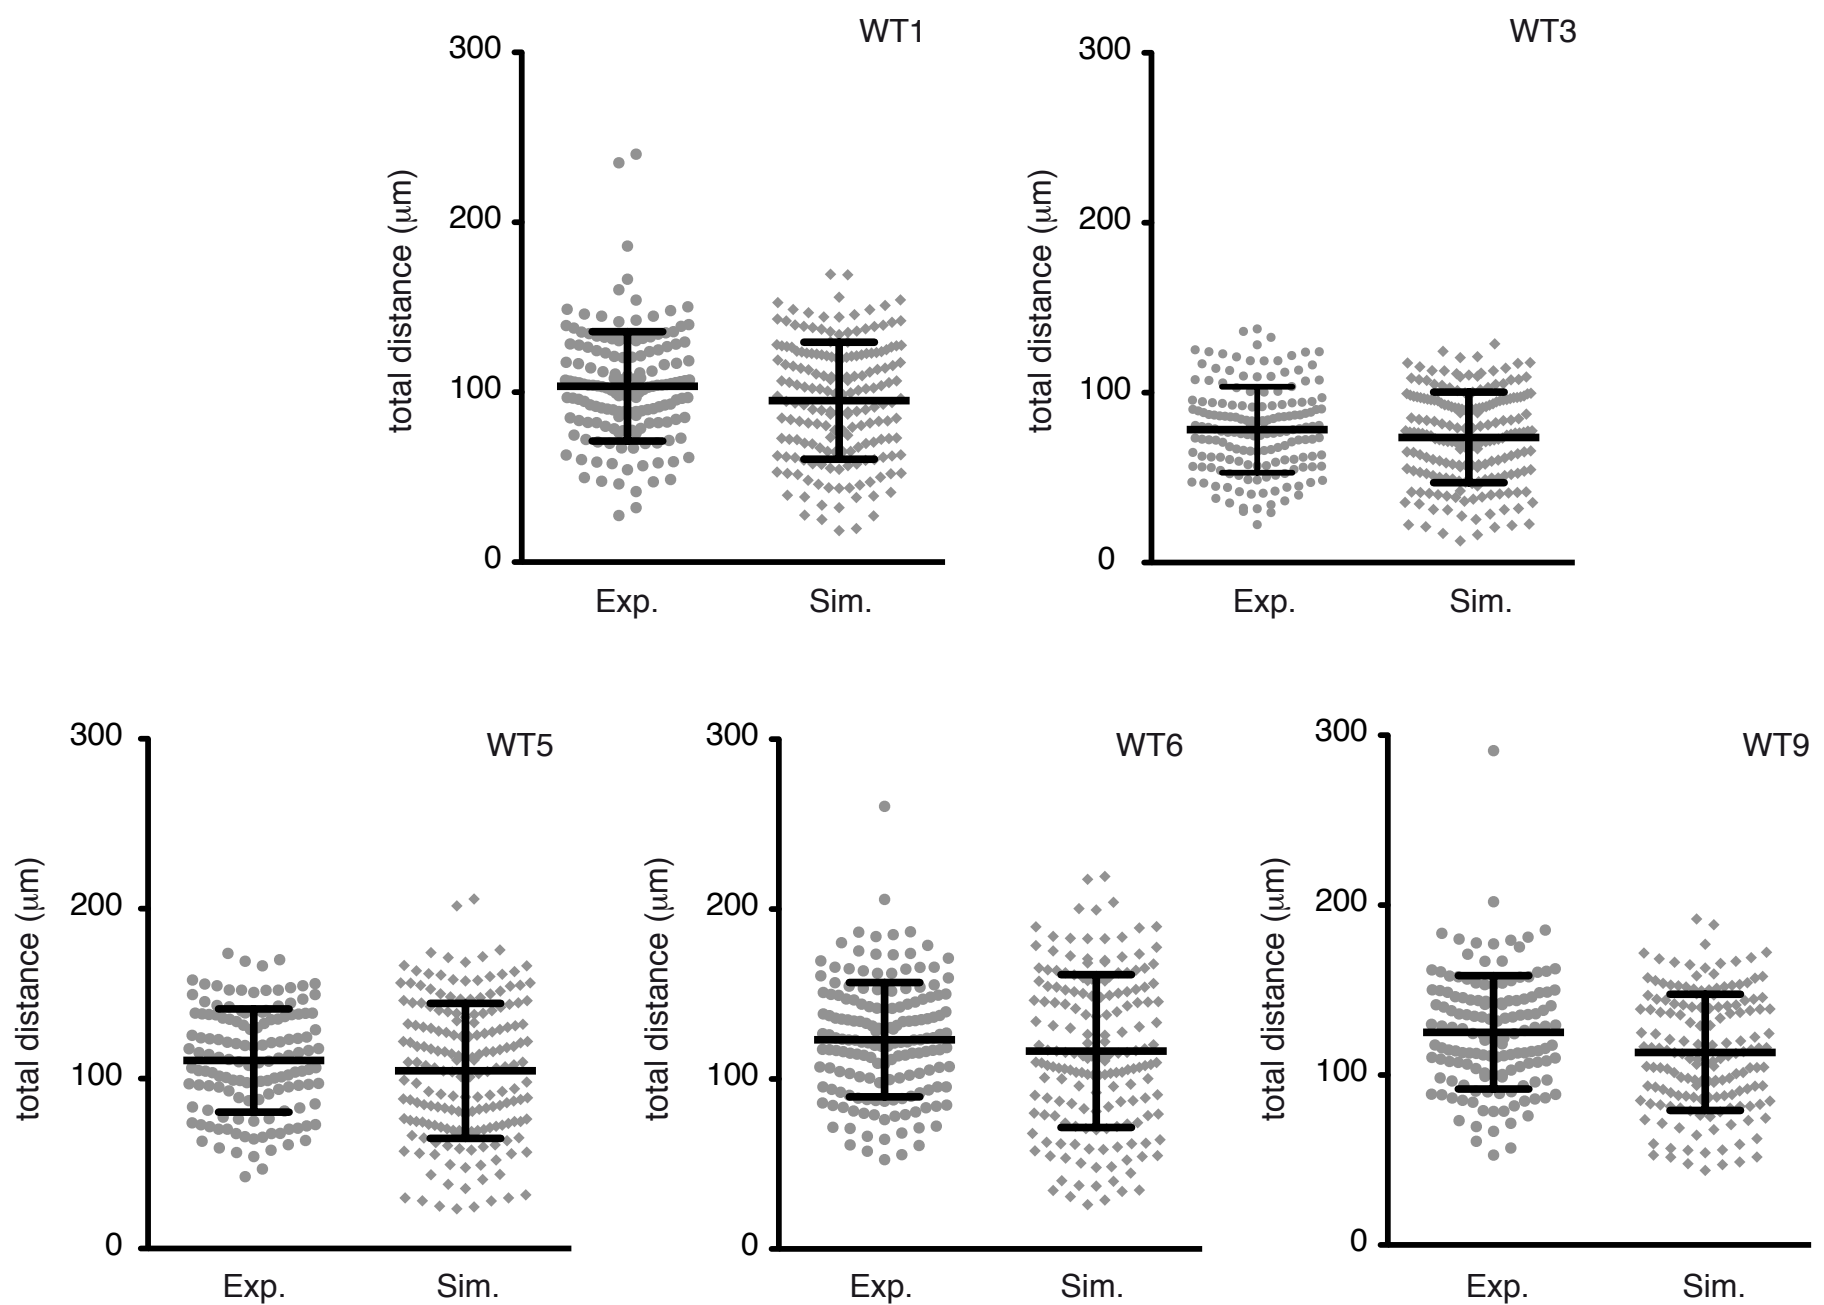 WT1
300
200
100
0
total distance (μm)
Exp.
Sim.
WT3
300
200
100
0
total distance (μm)
Exp.
Sim.
WT5
300
200
100
0
total distance (μm)
Exp.
Sim.
WT6
300
200
100
0
total distance (μm)
Exp.
Sim.
WT9
300
200
100
0
total distance (μm)
Exp.
Sim.